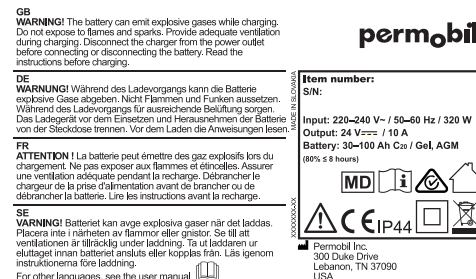 GB
WARNING! The battery can emit explosive gases while charging.
Do not expose to flames and sparks. Provide adequate ventilation
during charging. Disconnect the charger from the power outlet
before connecting or disconnecting the battery. Read the
instructions before charging.
DE
WARNUNG! Während des Ladevorgangs kann die Batterie
explosive Gase abgeben. Nicht Flammen und Funken aussetzen.
Während des Ladevorgangs für ausreichende Belüftung sorgen.
Das Ladegerät vor dem Einsetzen und Herausnehmen der Batterie
von der Steckdose trennen. Vor dem Laden die Anweisungen lesen.
FR
ATTENTION ! La batterie peut émettre des gaz explosifs lors du
chargement. Ne pas exposer aux flammes et étincelles. Assurer
une ventilation adéquate pendant la recharge. Débrancher le
chargeur de la prise d'alimentation avant de brancher ou de
débrancher la batterie. Lire les instructions avant la recharge.
SE
VARNING! Batteriet kan avge explosiva gaser när det laddas.
Placera inte i närheten av flammor eller gnistor. Se till att
ventilationen är tillräcklig under laddning. Ta ut laddaren ur
eluttaget innan batteriet ansluts eller kopplas från. Läs igenom
instruktionerna före laddning.
For other languages, see the user manual
MADE IN SLOVAKIA
XXXXXX-XX
permobil
Item number:
S/N:
Input: 220–240 V~ / 50–60 Hz / 320 W
Output: 24 V⎓ / 10 A
Battery: 30–100 Ah C20 / Gel, AGM
(80% ≤ 8 hours)
MD
CE IP44
Permobil Inc.
300 Duke Drive
Lebanon, TN 37090
USA